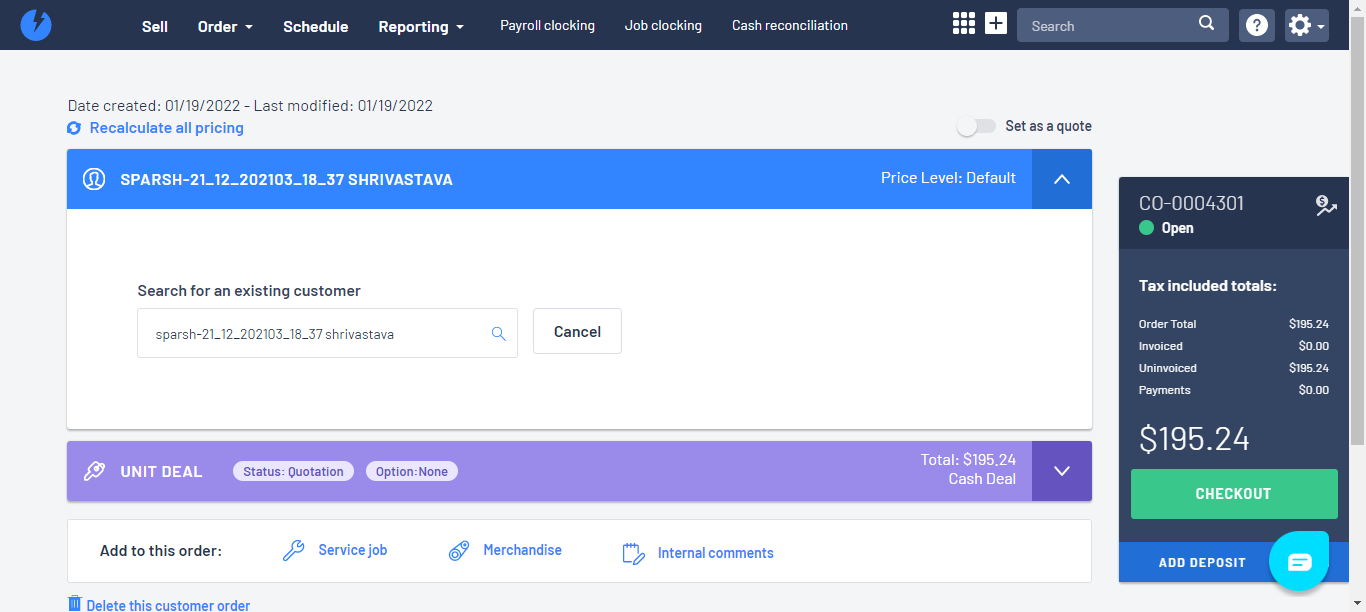 Sell Order Schedule Reporting Payroll clocking Job clocking Cash reconciliation Search
Date created: 01/19/2022 - Last modified: 01/19/2022
Recalculate all pricing
Set as a quote
SPARSH-21_12_202103_18_37 SHRIVASTAVA
Price Level: Default
Search for an existing customer
sparsh-21_12_202103_18_37 shrivastava
Cancel
UNIT DEAL
Status: Quotation
Option:None
Total: $195.24
Cash Deal
Add to this order:
Service job
Merchandise
Internal comments
Delete this customer order
CO-0004301
Open
Tax included totals:
Order Total $195.24
Invoiced $0.00
Uninvoiced $195.24
Payments $0.00
$195.24
CHECKOUT
ADD DEPOSIT